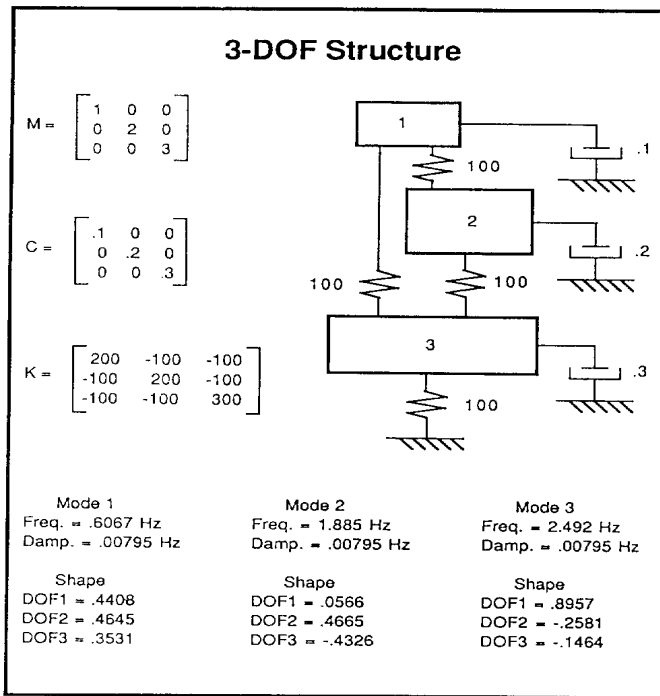 3-DOF Structure
M =
1 0 0
0 2 0
0 0 3
C =
.1 0 0
0 .2 0
0 0 .3
K =
200 -100 -100
-100 200 -100
-100 -100 300
1
.1
100
2
.2
100
100
3
.3
100
Mode 1
Freq. = .6067 Hz
Damp. = .00795 Hz
Shape
DOF1 = .4408
DOF2 = .4645
DOF3 = .3531
Mode 2
Freq. = 1.885 Hz
Damp. = .00795 Hz
Shape
DOF1 = .0566
DOF2 = .4665
DOF3 = -.4326
Mode 3
Freq. = 2.492 Hz
Damp. = .00795 Hz
Shape
DOF1 = .8957
DOF2 = -.2581
DOF3 = -.1464